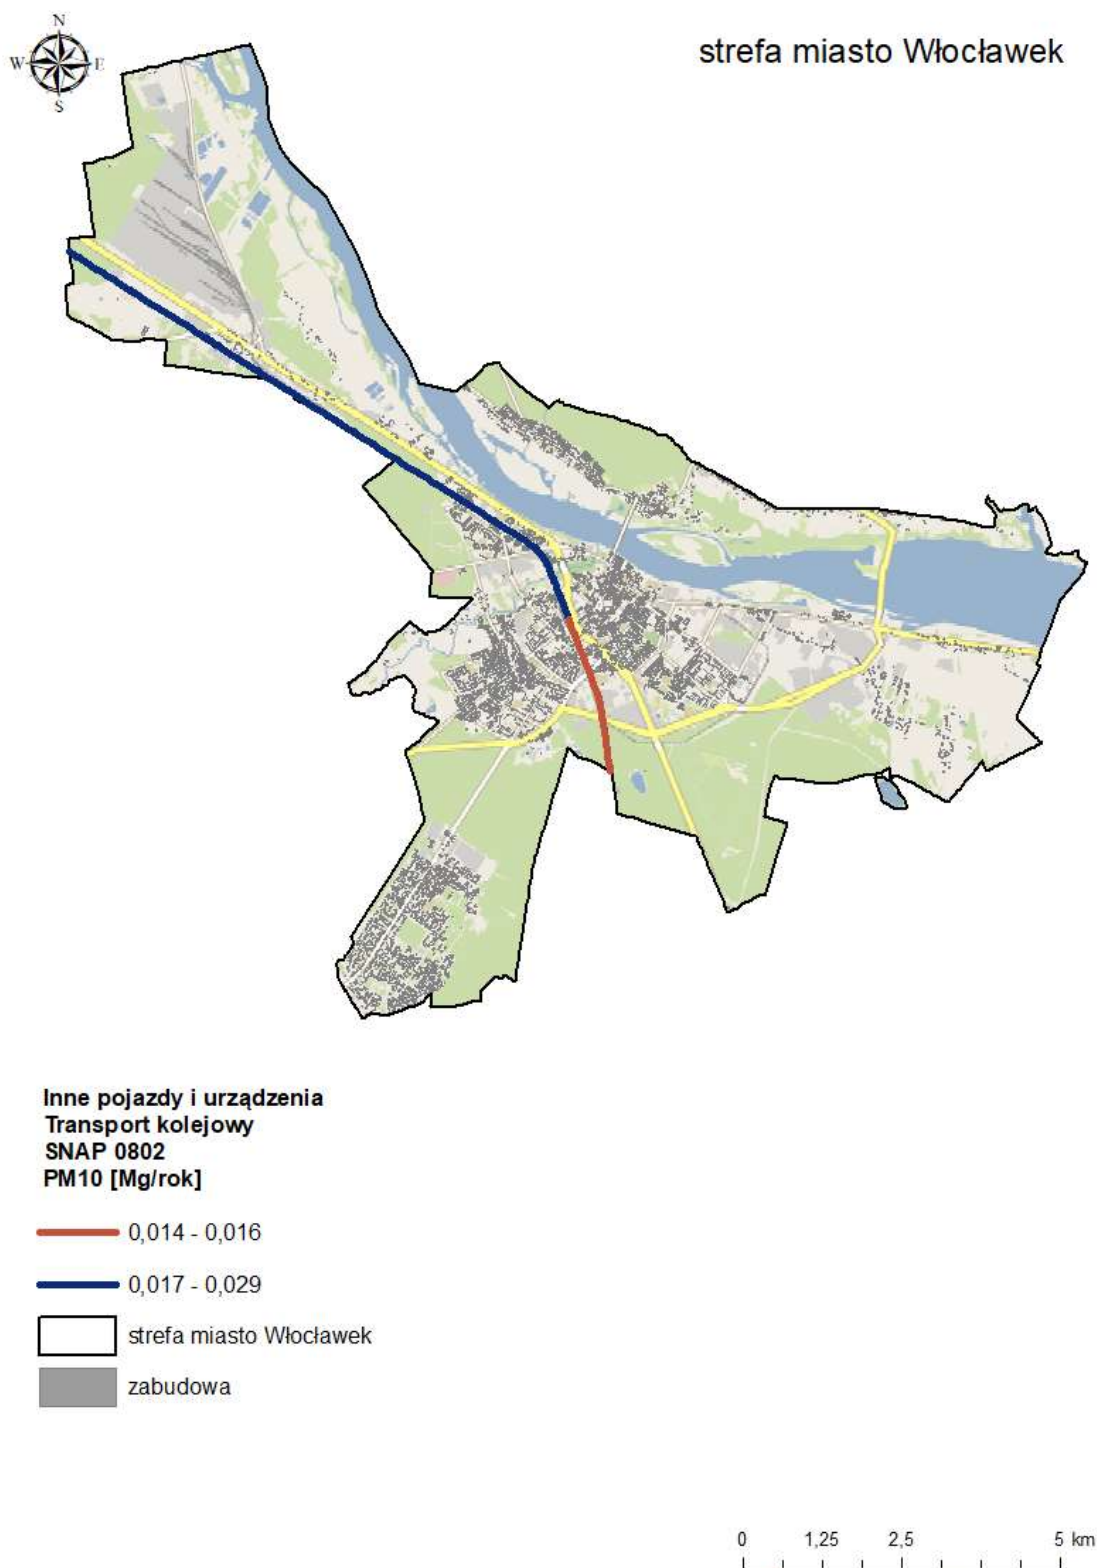 N
W E
S
strefa miasto Włocławek
Inne pojazdy i urządzenia
Transport kolejowy
SNAP 0802
PM10 [Mg/rok]
0,014 - 0,016
0,017 - 0,029
strefa miasto Włocławek
zabudowa
0 1,25 2,5 5 km